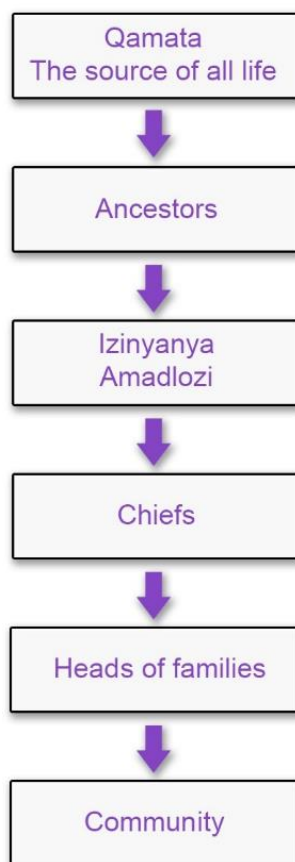 Qamata
The source of all life
Ancestors
Izinyanya
Amadlozi
Chiefs
Heads of families
Community